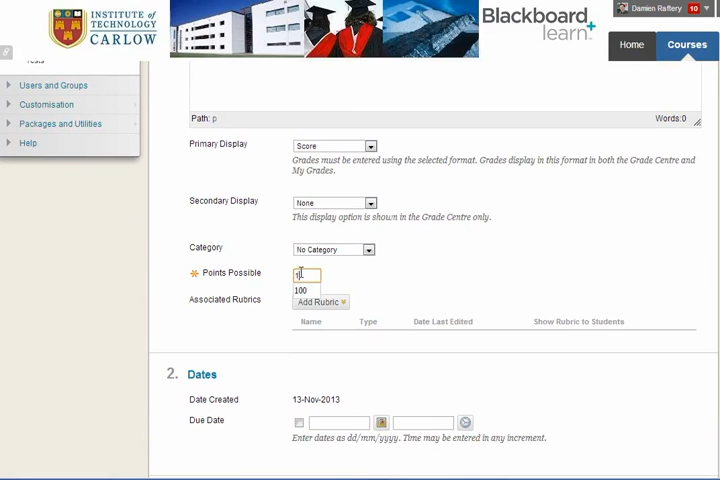 INSTITUTE of
TECHNOLOGY
CARLOW
Blackboard
learn+
Damien Raffery 10
Home Courses
Users and Groups
Customisation
Packages and Utilities
Help
Path: p Words:0
Primary Display Score
Grades must be entered using the selected format. Grades display in this format in both the Grade Centre and
My Grades.
Secondary Display None
This display option is shown in the Grade Centre only.
Category No Category
Points Possible 1
100
Associated Rubrics Add Rubric
Name Type Date Last Edited Show Rubric to Students
2. Dates
Date Created 13-Nov-2013
Due Date
Enter dates as dd/mm/yyyy. Time may be entered in any increment.